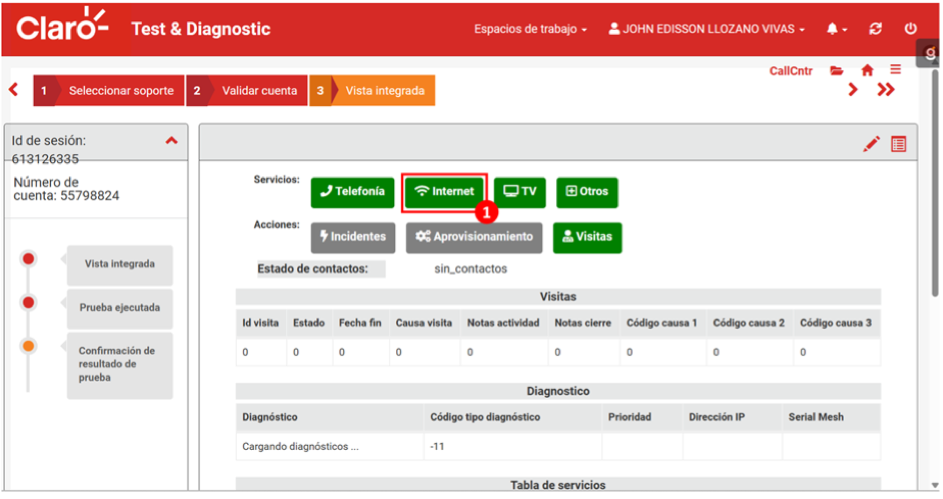 Claro
Test & Diagnostic
Espacios de trabajo
JOHN EDISSON LLOZANO VIVAS
g
CallCntr
1 Seleccionar soporte 2 Validar cuenta 3 Vista integrada
Id de sesión:
613126335
Número de
cuenta: 55798824
Vista integrada
Prueba ejecutada
Confirmación de
resultado de
prueba
Servicios: Telefonía Internet TV Otros
1
Acciones: Incidentes Aprovisionamiento Visitas
Estado de contactos: sin_contactos
Visitas
Id visita Estado Fecha fin Causa visita Notas actividad Notas cierre Código causa 1 Código causa 2 Código causa 3
0 0 0 0 0 0 0 0 0
Diagnostico
Diagnóstico Código tipo diagnóstico Prioridad Dirección IP Serial Mesh
Cargando diagnósticos ... -11
Tabla de servicios